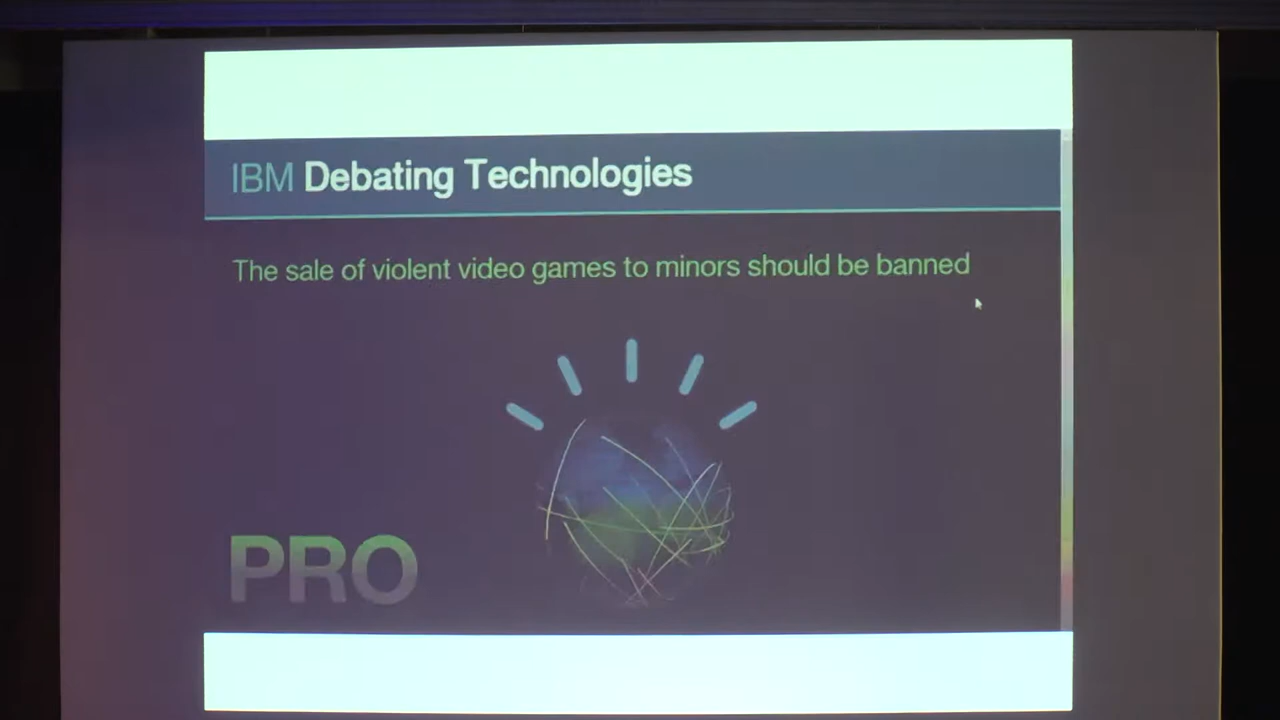 IBM Debating Technologies
The sale of violent video games to minors should be banned
PRO